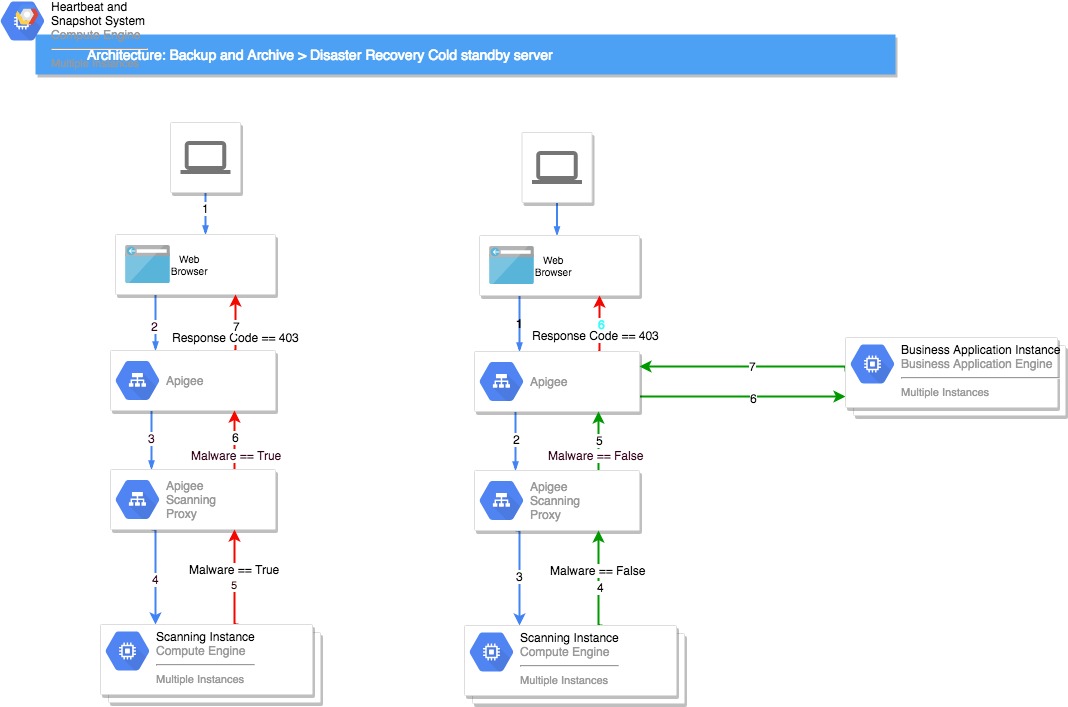 Heartbeat and
Snapshot System
Compute Engine
Architecture: Backup and Archive > Disaster Recovery Cold standby server
Multiple Instances
1
Web
Browser
2
7
Response Code == 403
Apigee
3
6
Malware == True
Apigee
Scanning
Proxy
Malware == True
4
5
Scanning Instance
Compute Engine
Multiple Instances
Web
Browser
1
6
Response Code == 403
Apigee
7
6
Business Application Instance
Business Application Engine
Multiple Instances
2
5
Malware == False
Apigee
Scanning
Proxy
Malware == False
3
4
Scanning Instance
Compute Engine
Multiple Instances